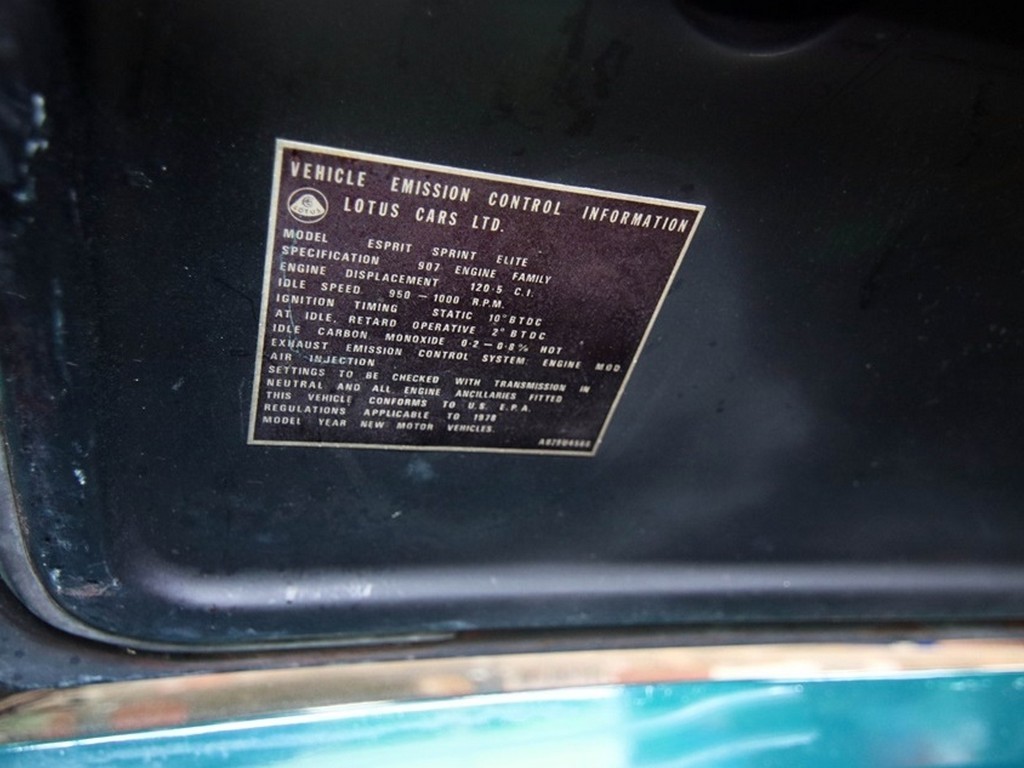 VEHICLE EMISSION CONTROL INFORMATION
LOTUS
LOTUS CARS LTD.
MODEL ESPRIT SPRINT ELITE
SPECIFICATION 907 ENGINE FAMILY
ENGINE DISPLACEMENT 120·5 C.I.
IDLE SPEED 950 – 1000 R.P.M.
IGNITION TIMING STATIC 10° BTDC
AT IDLE, RETARD OPERATIVE 2° BTDC
IDLE CARBON MONOXIDE 0·2 – 0·8% HOT
EXHAUST EMISSION CONTROL SYSTEM: ENGINE MOD
AIR INJECTION
SETTINGS TO BE CHECKED WITH TRANSMISSION IN
NEUTRAL AND ALL ENGINE ANCILLARIES FITTED
THIS VEHICLE CONFORMS TO U.S. E.P.A.
REGULATIONS APPLICABLE TO 1978
MODEL YEAR NEW MOTOR VEHICLES.